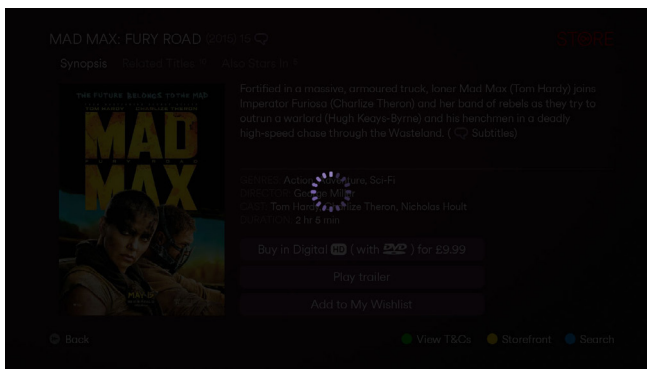 MAD MAX: FURY ROAD (2015) 15
STORE
Synopsis Related Titles Also Stars In
THE FUTURE BELONGS TO THE MAD
TOM HARDY CHARLIZE THERON
MAD
MAX
Fortified in a massive, armoured truck, loner Mad Max (Tom Hardy) joins
Imperator Furiosa (Charlize Theron) and her band of rebels as they try to
outrun a warlord (Hugh Keays-Byrne) and his henchmen in a deadly
high-speed chase through the Wasteland. ( Subtitles)
GENRES Action, Adventure, Sci-Fi
DIRECTOR George Miller
CAST Tom Hardy, Charlize Theron, Nicholas Hoult
DURATION 2 hr 6 min
Buy in Digital HD ( with DVD ) for £9.99
Play trailer
Add to My Wishlist
Back
View T&Cs Storefront Search